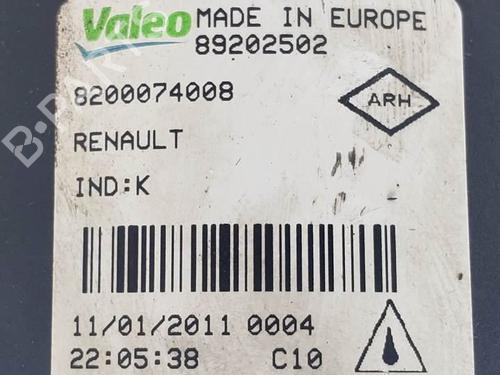 Valeo MADE IN EUROPE
89202502
8200074008
ARH
RENAULT
IND:K
11/01/2011 0004
22:05:38 C10